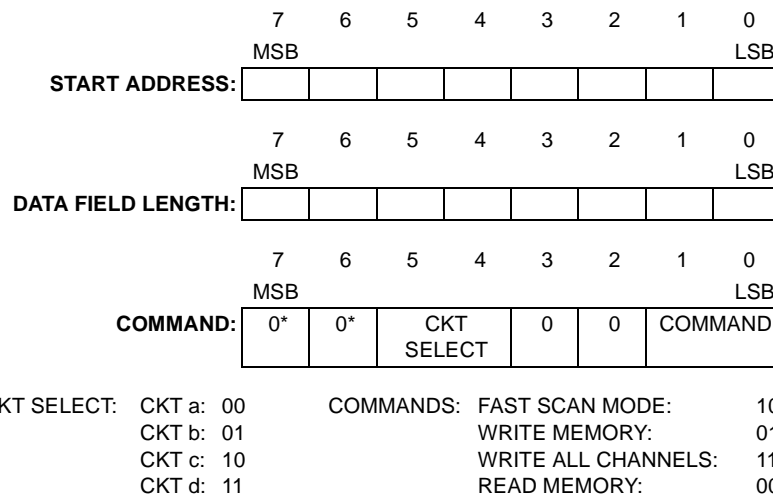 7 6 5 4 3 2 1 0
MSB LSB
START ADDRESS:
7 6 5 4 3 2 1 0
MSB LSB
DATA FIELD LENGTH:
7 6 5 4 3 2 1 0
MSB LSB
COMMAND: 0* 0* CKT 0 0 COMMAND
SELECT
KT SELECT: CKT a: 00 COMMANDS: FAST SCAN MODE: 10
CKT b: 01 WRITE MEMORY: 01
CKT c: 10 WRITE ALL CHANNELS: 11
CKT d: 11 READ MEMORY: 00